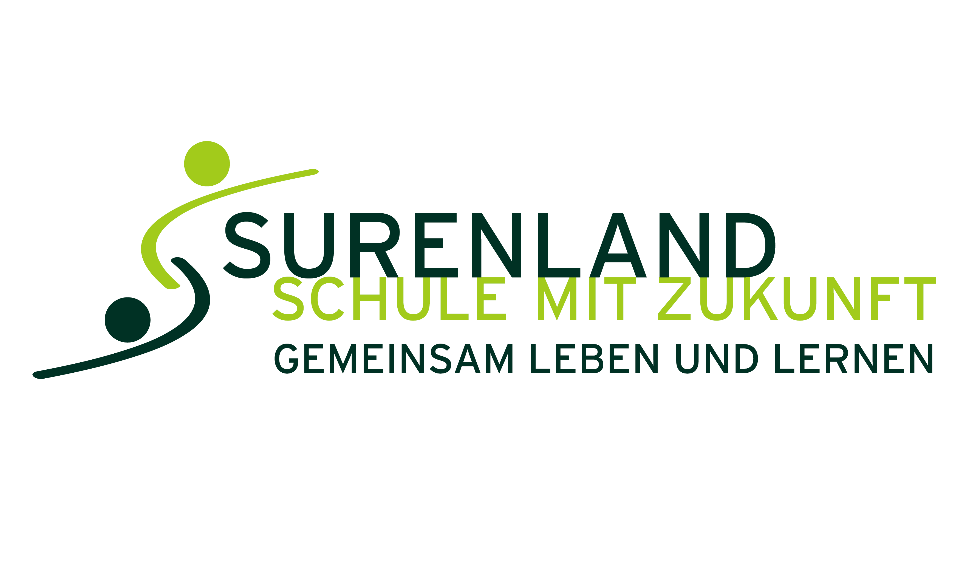 SURENLAND
SCHULE MIT ZUKUNFT
GEMEINSAM LEBEN UND LERNEN